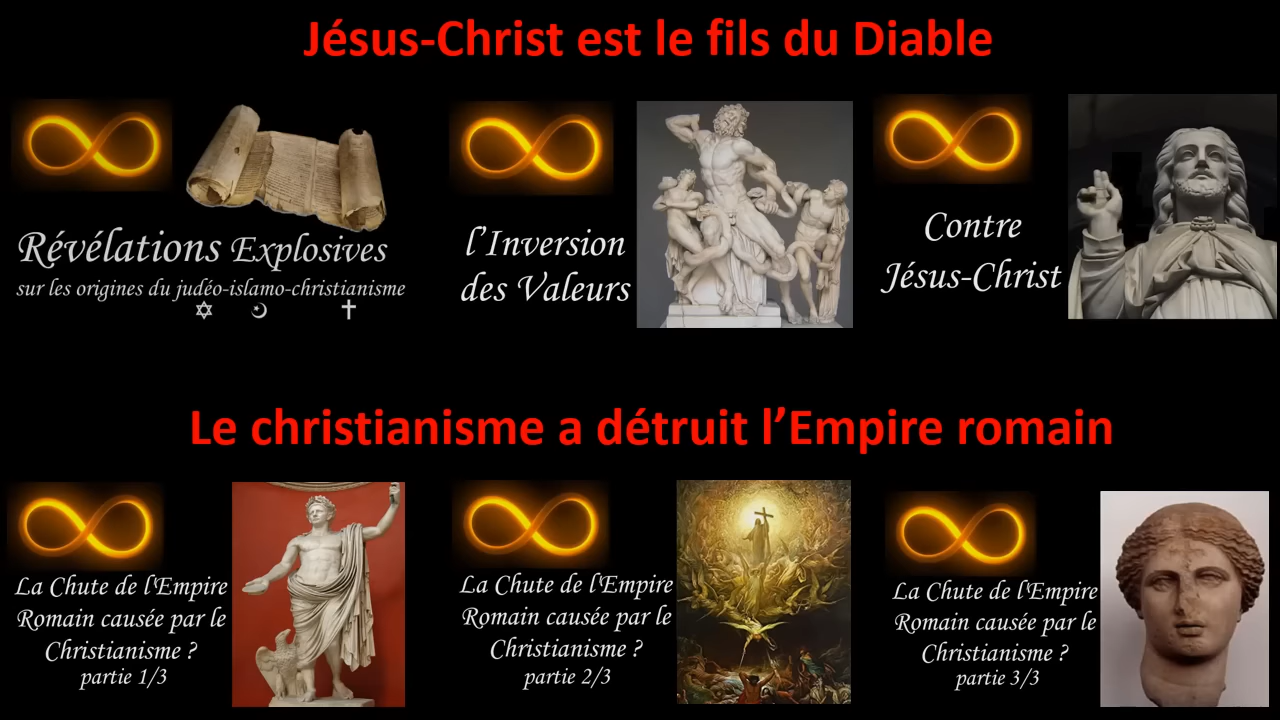 Jésus-Christ est le fils du Diable
Révélations Explosives
sur les origines du judéo-islamo-christianisme
l'Inversion
des Valeurs
Contre
Jésus-Christ
Le christianisme a détruit l’Empire romain
La Chute de l'Empire
Romain causée par le
Christianisme ?
partie 1/3
La Chute de l'Empire
Romain causée par le
Christianisme ?
partie 2/3
La Chute de l'Empire
Romain causée par le
Christianisme ?
partie 3/3